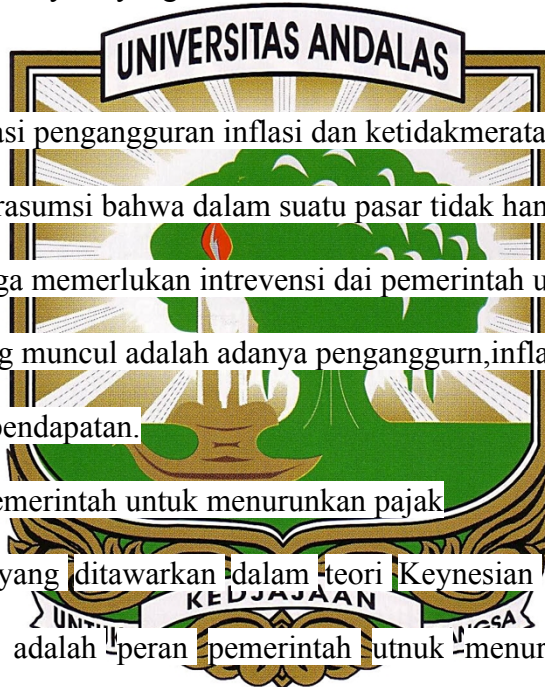 UNIVERSITAS ANDALAS
asi pengangguran inflasi dan ketidakmerata
rasumsi bahwa dalam suatu pasar tidak han
ga memerlukan intrevensi dai pemerintah u
g muncul adalah adanya penganggurn,infla
pendapatan.
emerintah untuk menurunkan pajak
yang ditawarkan dalam teori Keynesian
KEDJAJAAN
adalah peran pemerintah utnuk menur